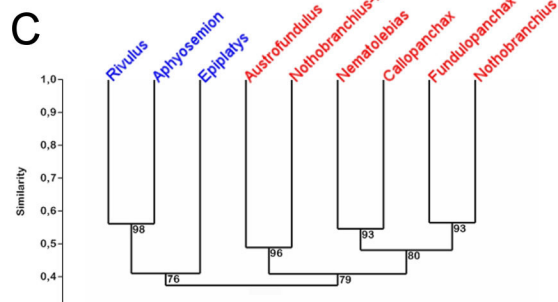 C
Rivulus
Aphyosemion
Epiplatys
Austrofundulus
Nematolebias
Callopanchax
Fundulopanchax
Nothobranchius
Similarity
1,0
0,9
0,8
0,7
0,6
0,5
0,4
98
93
93
96
80
76
79